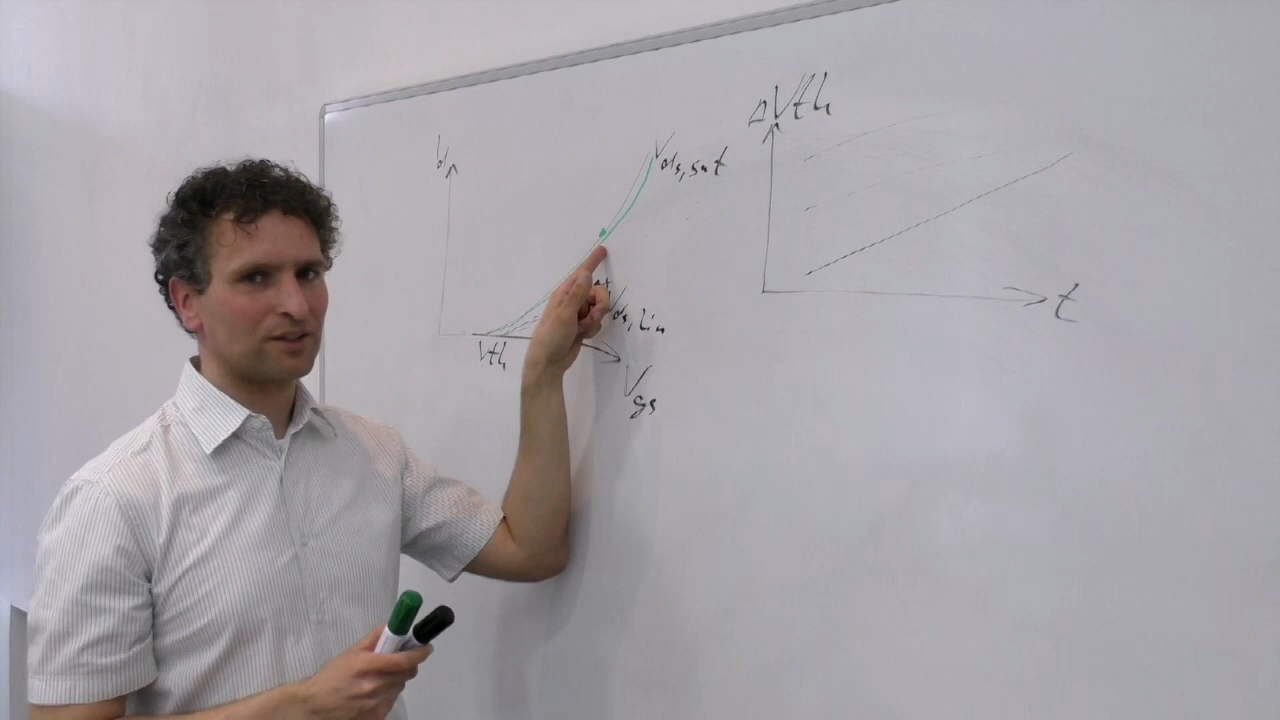 Id
Vds,sat
Vds,lin
Vth
Vgs
ΔVth
t